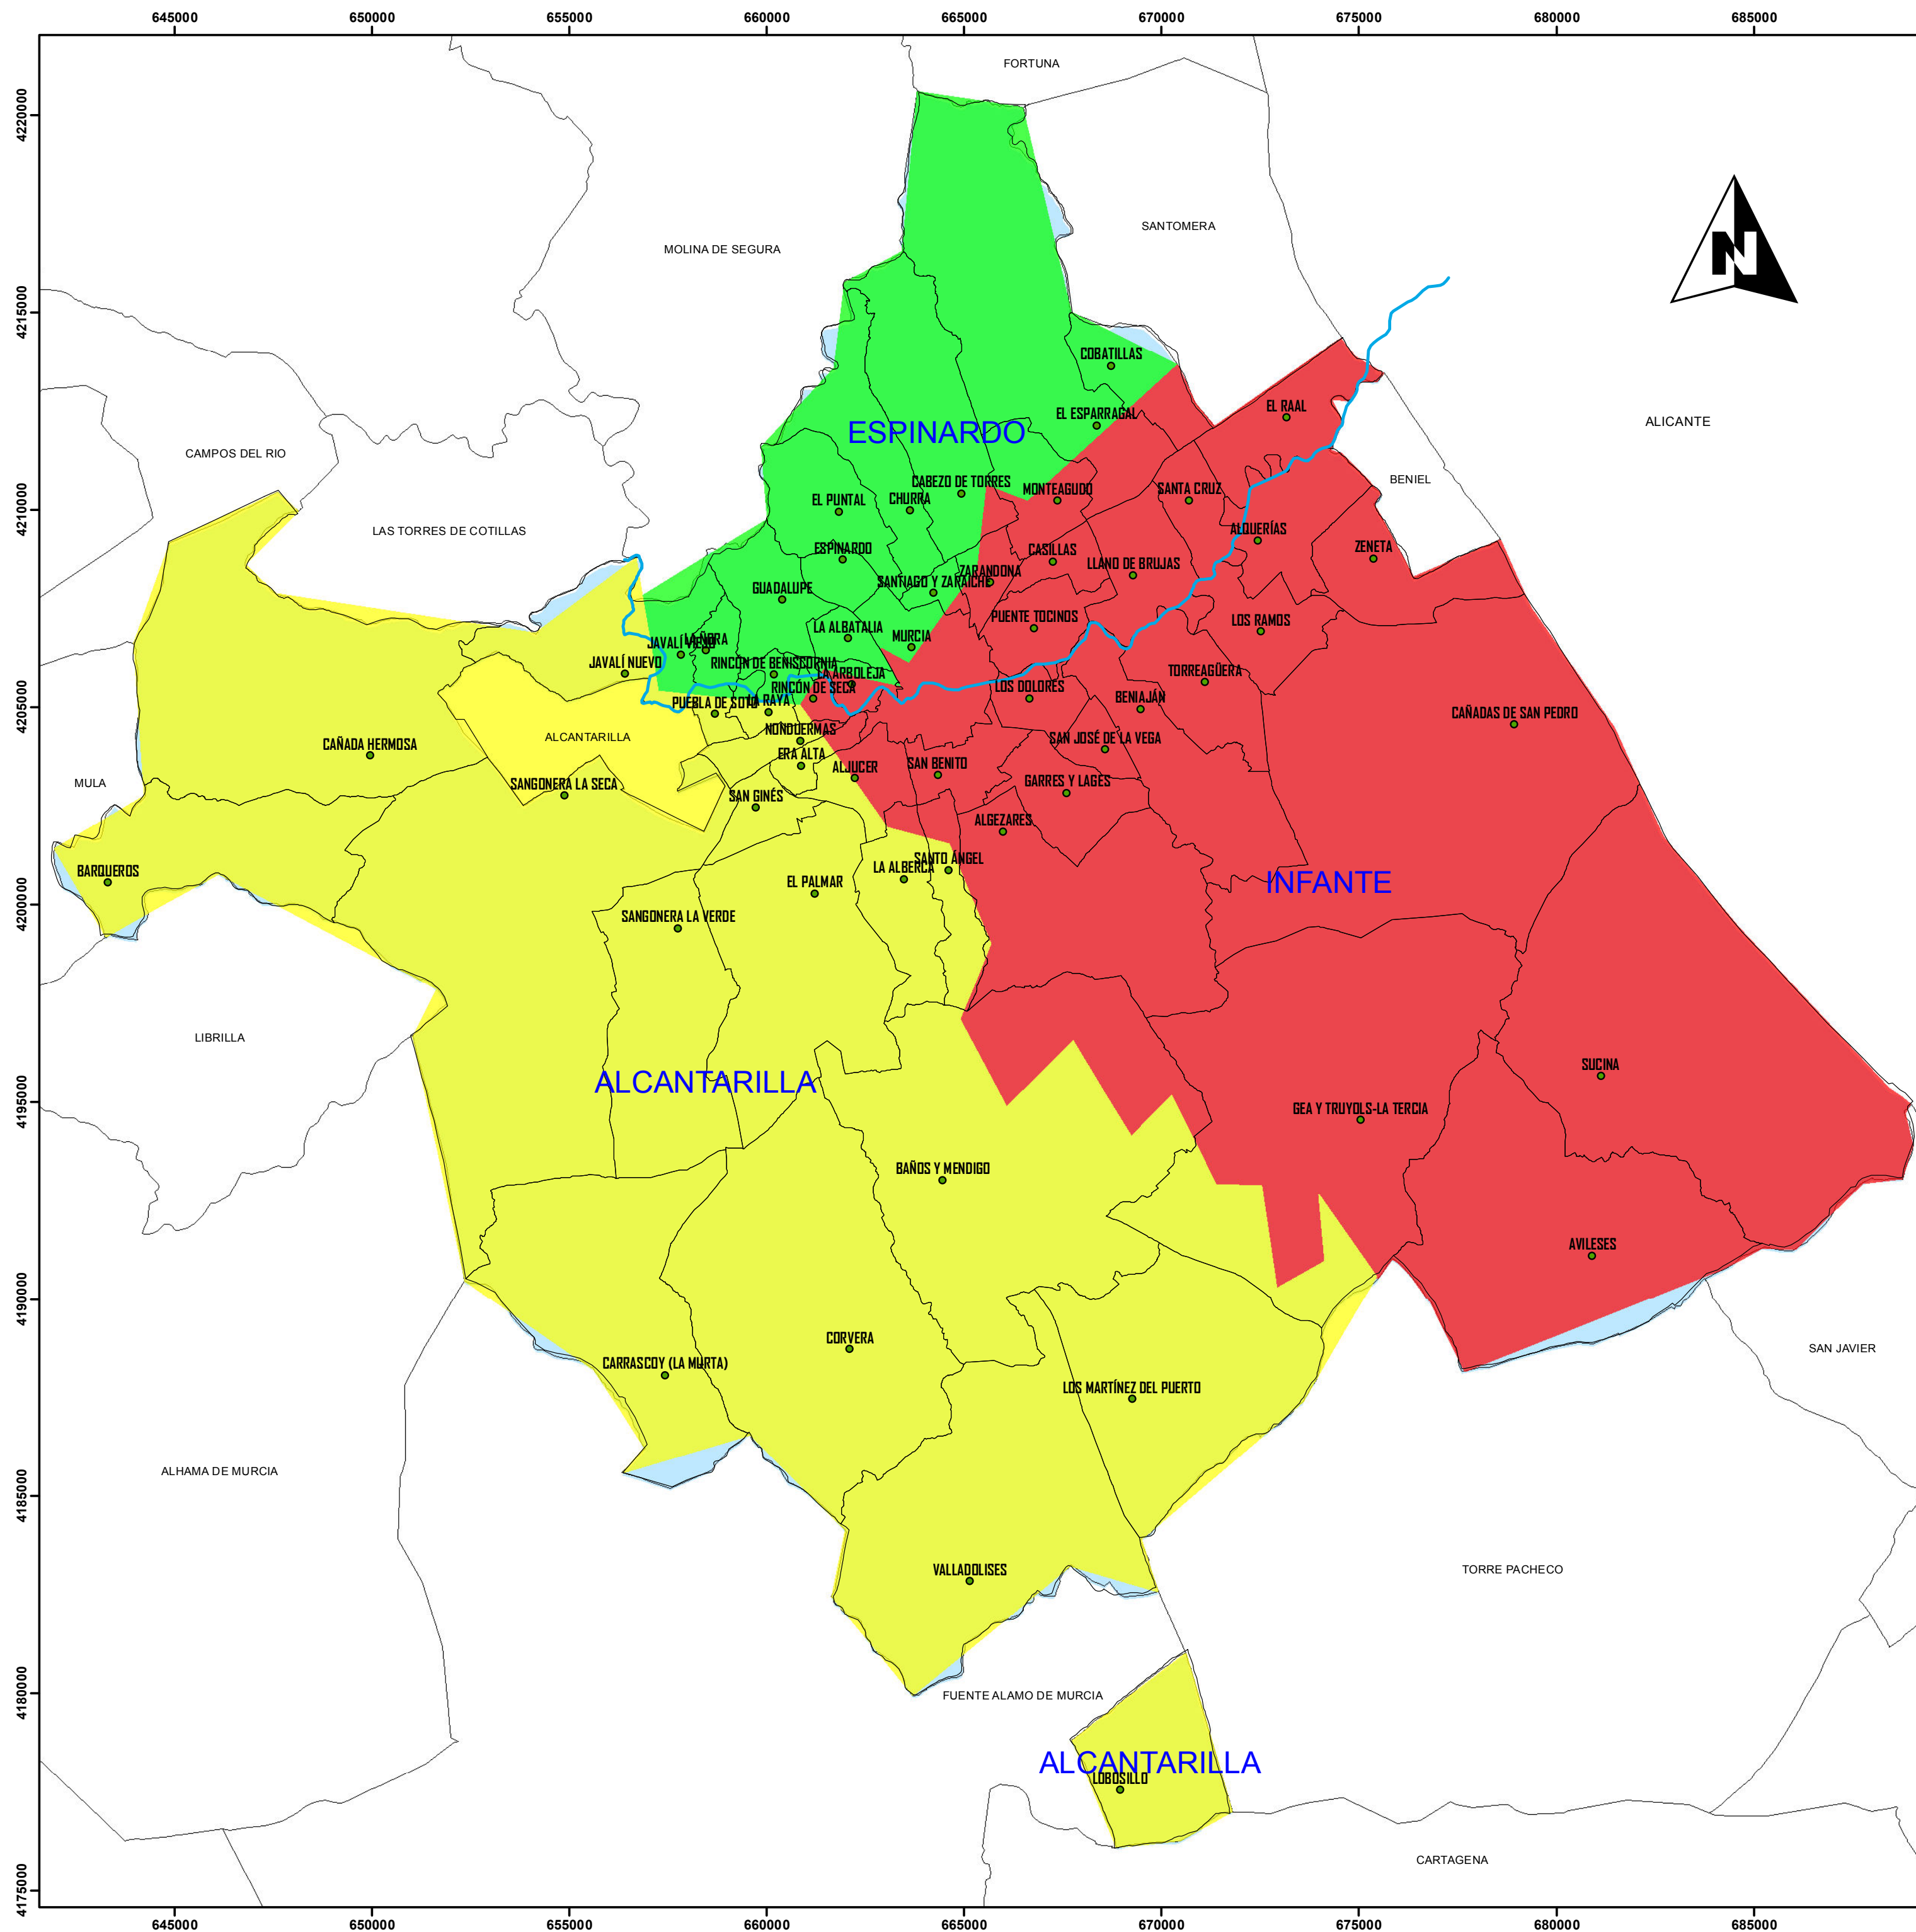 645000 650000 655000 660000 665000 670000 675000 680000 685000
FORTUNA
4220000
SANTOMERA
N
MOLINA DE SEGURA
4215000
COBATILLAS
EL RAAL
EL ESPARRAGAL
ALICANTE
ESPINARDO
CAMPOS DEL RIO
BENIEL
CABEZO DE TORRES
MONTEAGUDO
SANTA CRUZ
EL PUNTAL
CHURRA
4210000
LAS TORRES DE COTILLAS
ALQUERÍAS
ESPINARDO
CASILLAS
ZENETA
LLANO DE BRUJAS
ZARANDONA
SANTIAGO Y ZARAICHE
GUADALUPE
PUENTE TOCINOS
LOS RAMOS
LA ALBATALIA
MURCIA
JAVALÍ VIEJO
LA ÑORA
JAVALÍ NUEVO
RINCÓN DE BENISCORNIA
TORREAGÜERA
LA ARBOLEJA
RINCÓN DE SECA
LOS DOLORES
BENIAJÁN
PUEBLA DE SOTO
LA RAYA
4205000
CAÑADAS DE SAN PEDRO
NONDUERMAS
ALCANTARILLA
SAN JOSÉ DE LA VEGA
CAÑADA HERMOSA
ERA ALTA
ALJUCER
SAN BENITO
MULA
SANGONERA LA SECA
GARRES Y LAGES
SAN GINÉS
ALGEZARES
SANTO ÁNGEL
BARQUEROS
LA ALBERCA
EL PALMAR
INFANTE
4200000
SANGONERA LA VERDE
LIBRILLA
SUCINA
ALCANTARILLA
4195000
GEA Y TRUYOLS-LA TERCIA
BAÑOS Y MENDIGO
AVILESES
4190000
CORVERA
SAN JAVIER
CARRASCOY (LA MURTA)
LOS MARTÍNEZ DEL PUERTO
ALHAMA DE MURCIA
4185000
VALLADOLISES
TORRE PACHECO
4180000
FUENTE ALAMO DE MURCIA
ALCANTARILLA
LOBOSILLO
CARTAGENA
4175000
645000 650000 655000 660000 665000 670000 675000 680000 685000